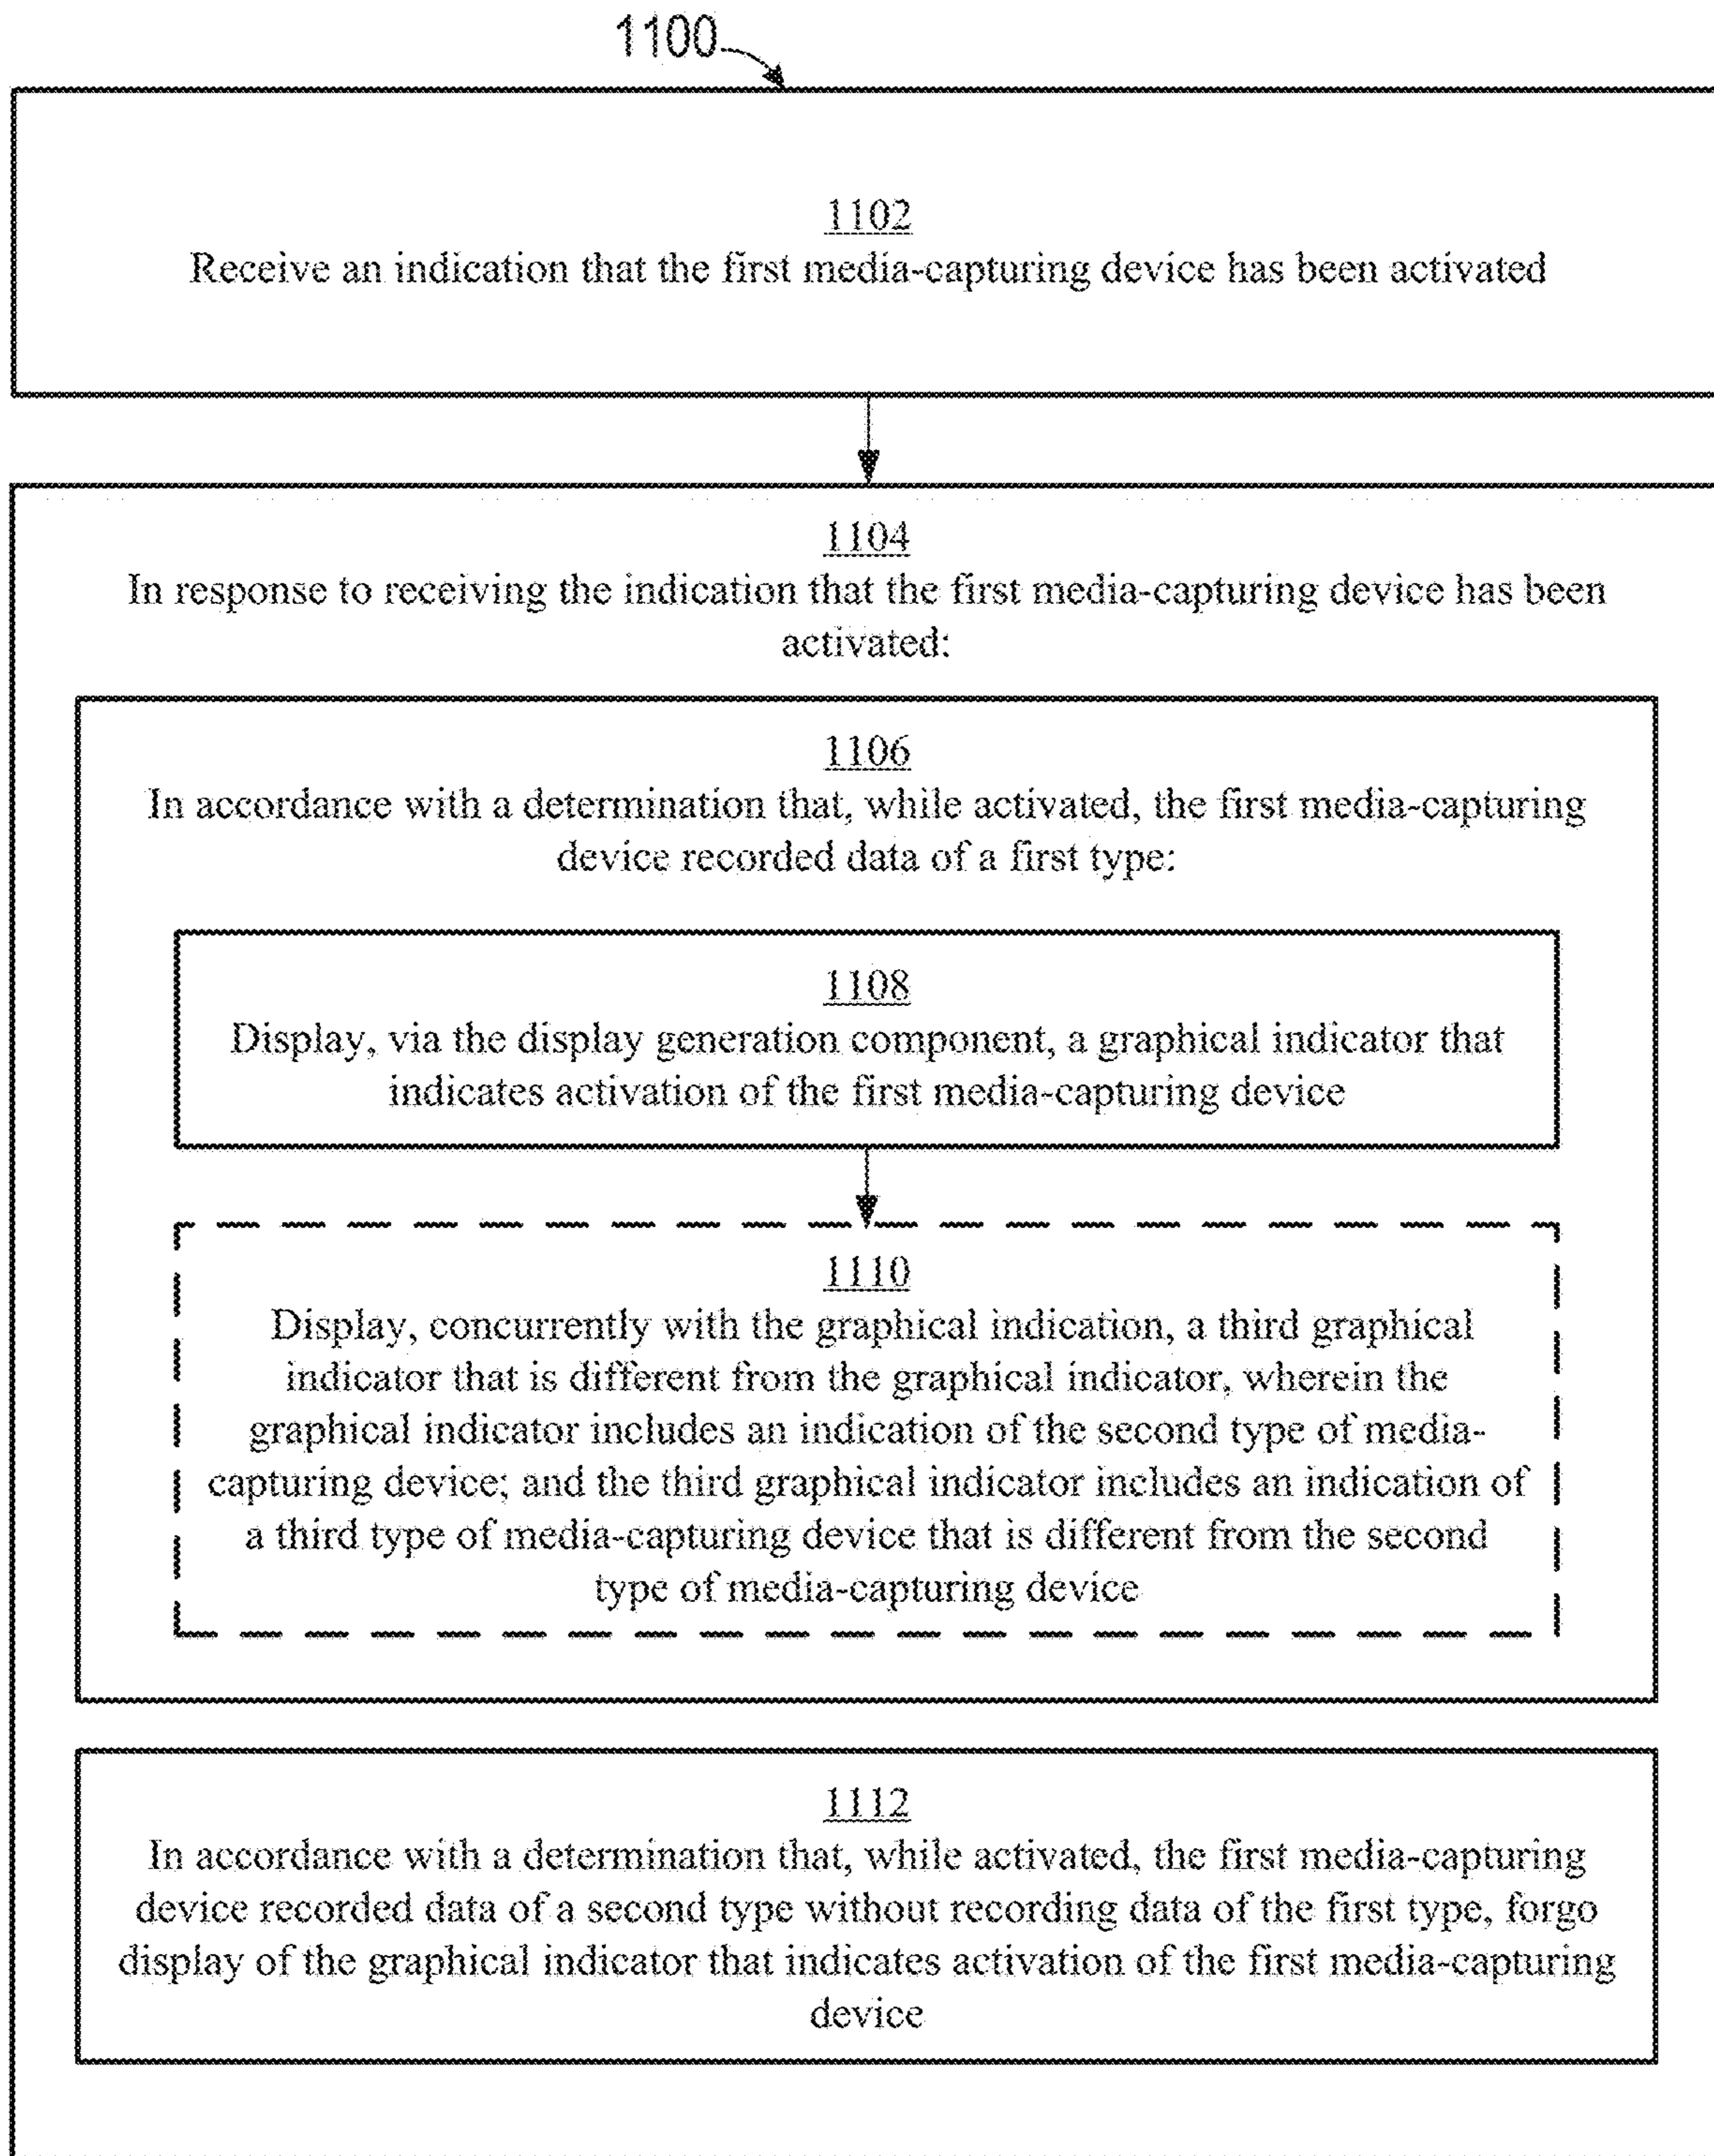 1100
1102
Receive an indication that the first media-capturing device has been activated
1104
In response to receiving the indication that the first media-capturing device has been
activated:
1106
In accordance with a determination that, while activated, the first media-capturing
device recorded data of a first type:
1108
Display, via the display generation component, a graphical indicator that
indicates activation of the first media-capturing device
1110
Display, concurrently with the graphical indication, a third graphical
indicator that is different from the graphical indicator, wherein the
graphical indicator includes an indication of the second type of media-
capturing device; and the third graphical indicator includes an indication of
a third type of media-capturing device that is different from the second
type of media-capturing device
1112
In accordance with a determination that, while activated, the first media-capturing
device recorded data of a second type without recording data of the first type, forgo
display of the graphical indicator that indicates activation of the first media-capturing
device